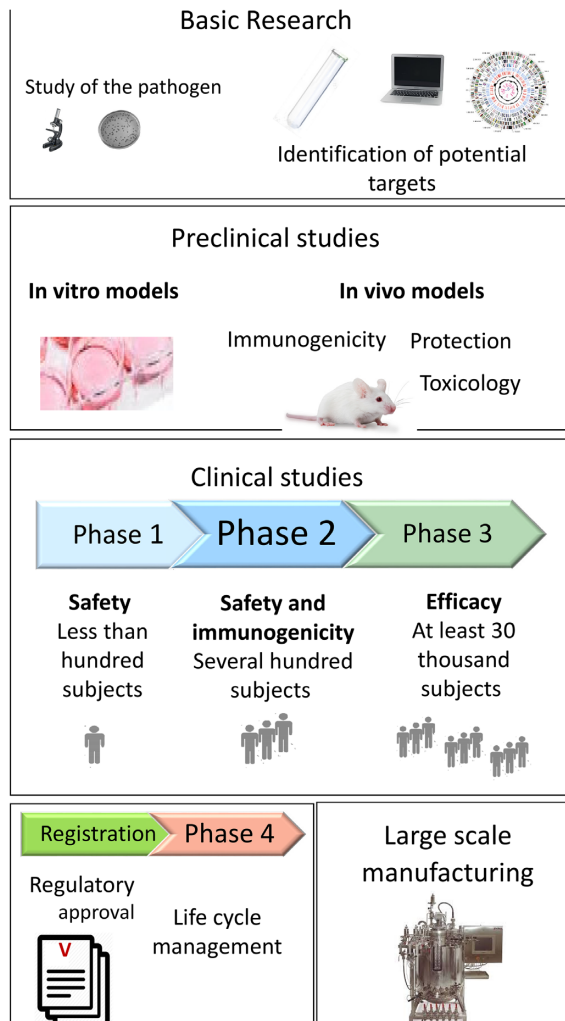 Basic Research
Study of the pathogen
Identification of potential
targets
Preclinical studies
In vitro models
In vivo models
Immunogenicity
Protection
Toxicology
Clinical studies
Phase 1
Phase 2
Phase 3
Safety
Less than
hundred
subjects
Safety and
immunogenicity
Several hundred
subjects
Efficacy
At least 30
thousand
subjects
Registration
Phase 4
Regulatory
approval
V
Life cycle
management
Large scale
manufacturing